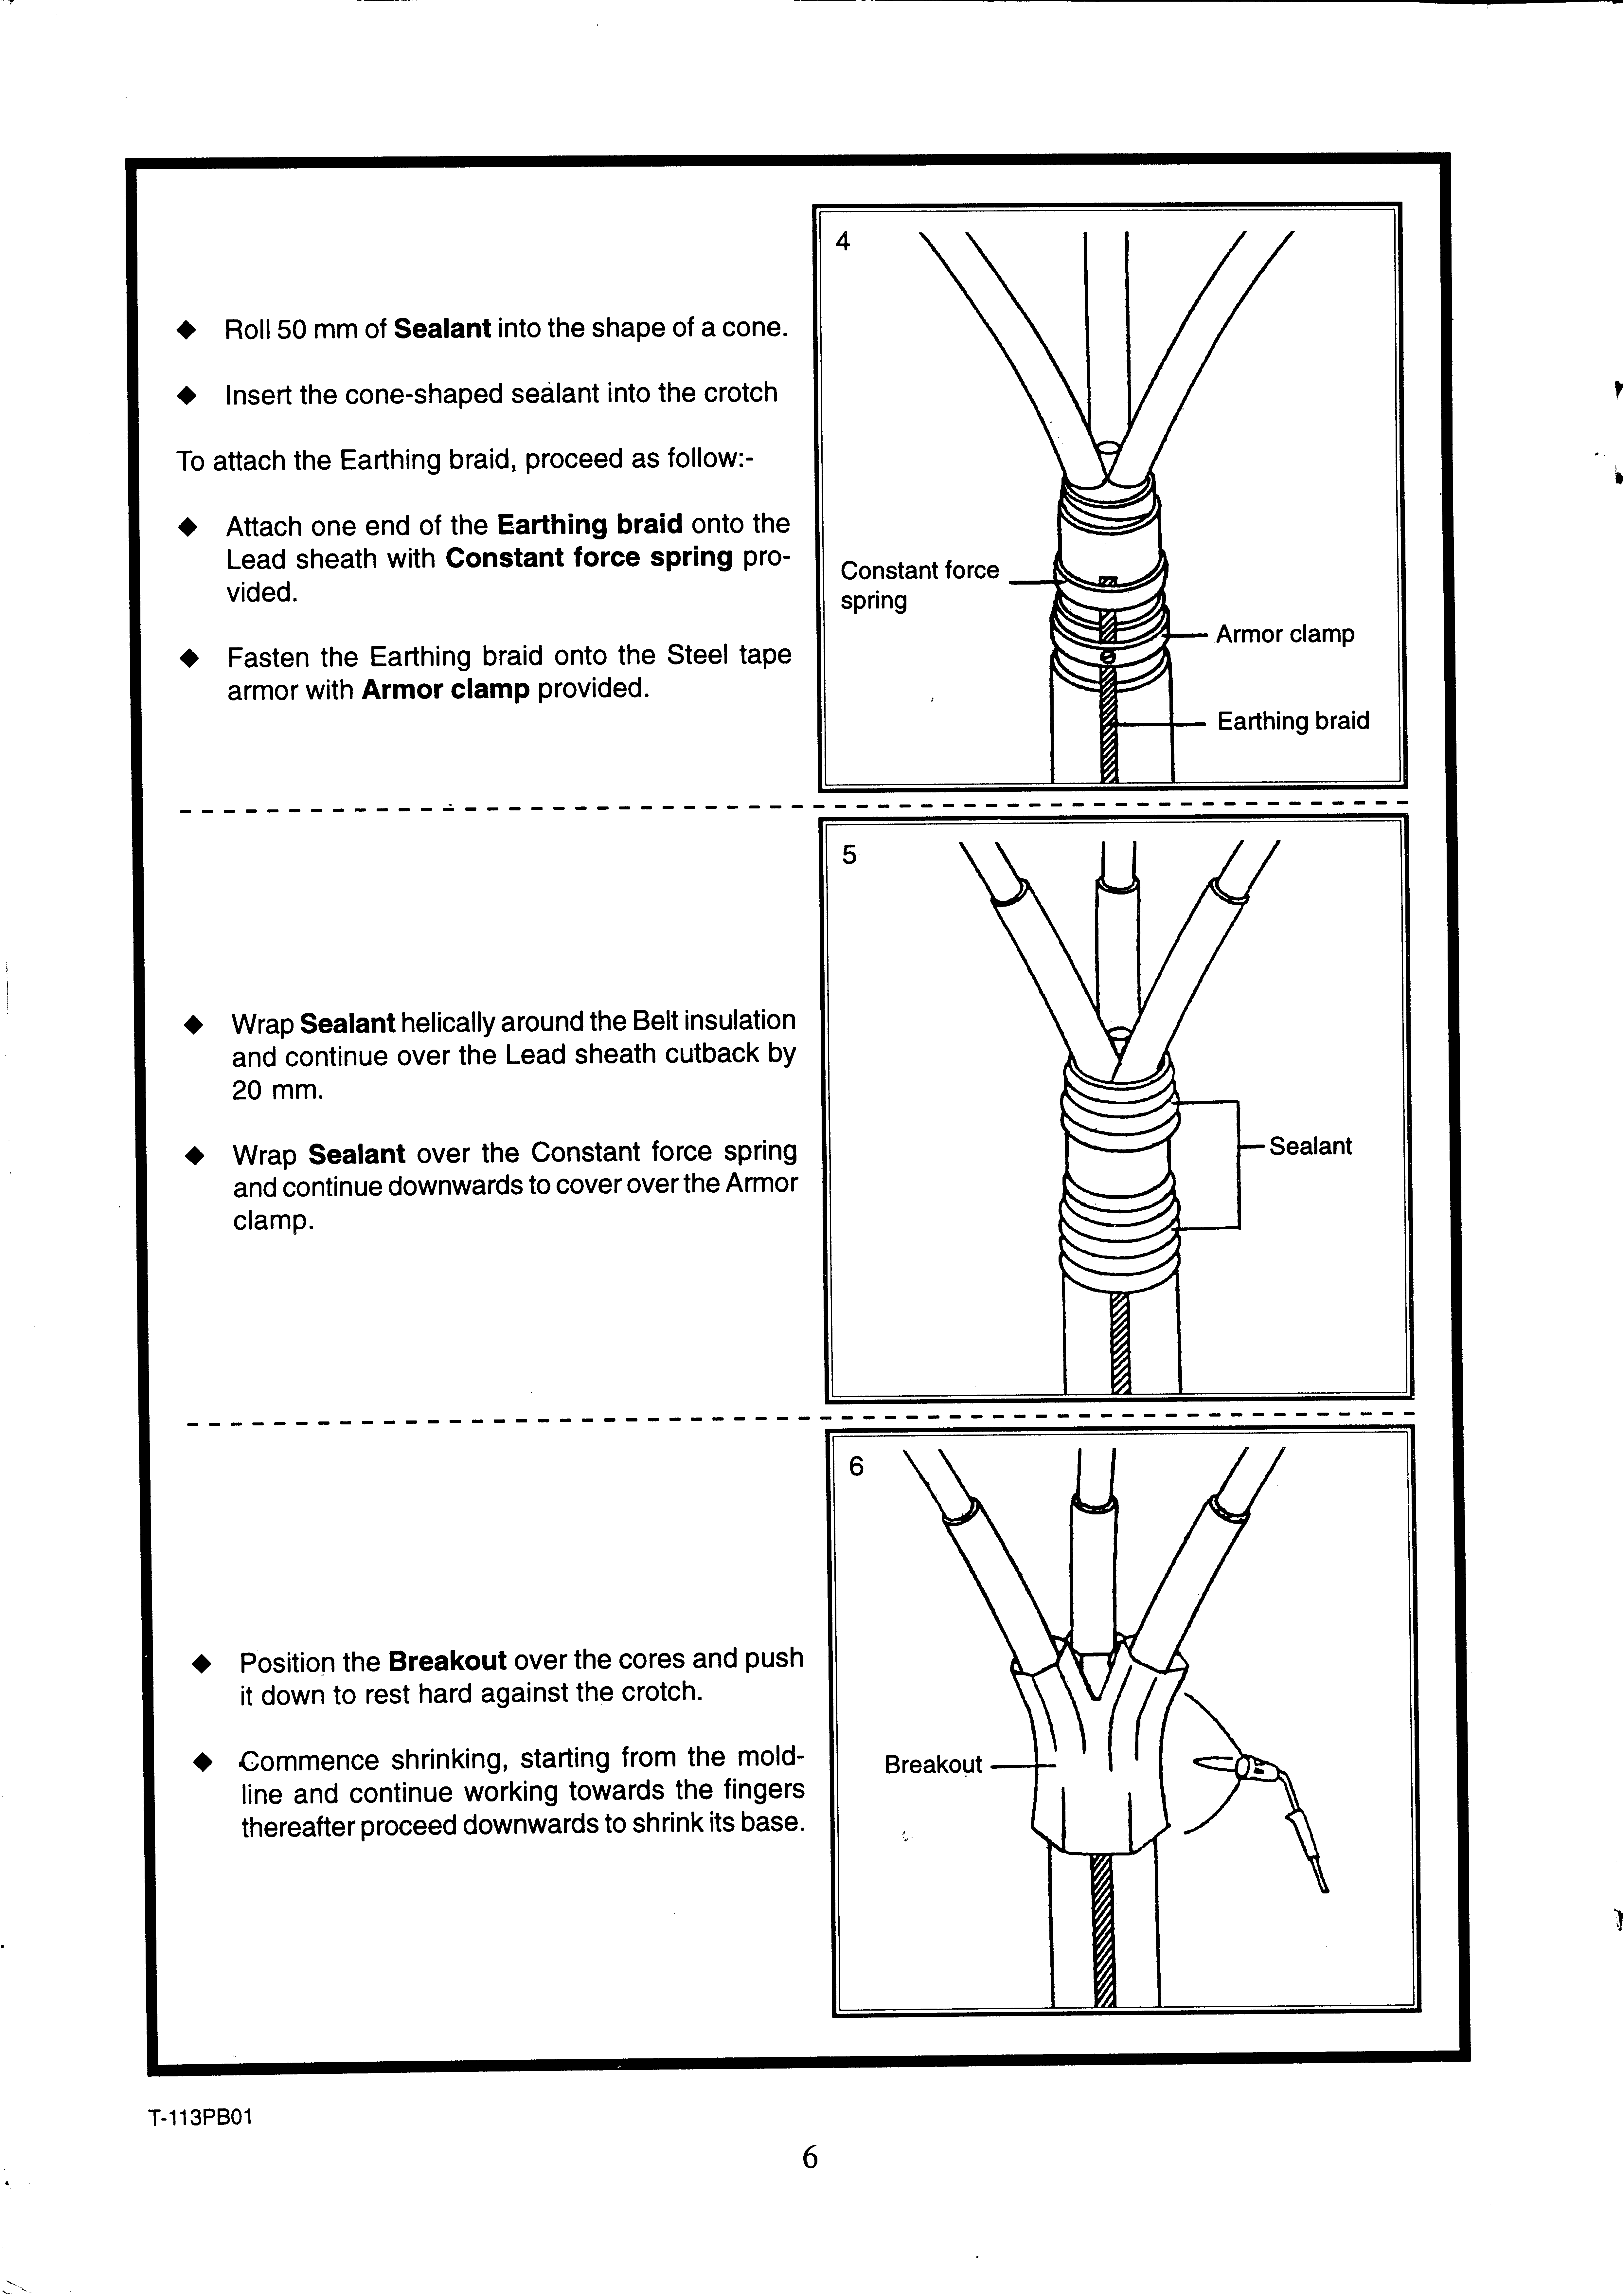 4
◆ Roll 50 mm of Sealant into the shape of a cone.
◆ Insert the cone-shaped sealant into the crotch
To attach the Earthing braid, proceed as follow:-
◆ Attach one end of the Earthing braid onto the
Lead sheath with Constant force spring pro-
vided.
◆ Fasten the Earthing braid onto the Steel tape
armor with Armor clamp provided.
Constant force
spring
Armor clamp
Earthing braid
5
◆ Wrap Sealant helically around the Belt insulation
and continue over the Lead sheath cutback by
20 mm.
◆ Wrap Sealant over the Constant force spring
and continue downwards to cover over the Armor
clamp.
Sealant
6
◆ Position the Breakout over the cores and push
it down to rest hard against the crotch.
◆ Commence shrinking, starting from the mold-
line and continue working towards the fingers
thereafter proceed downwards to shrink its base.
Breakout
T-113PB01
6